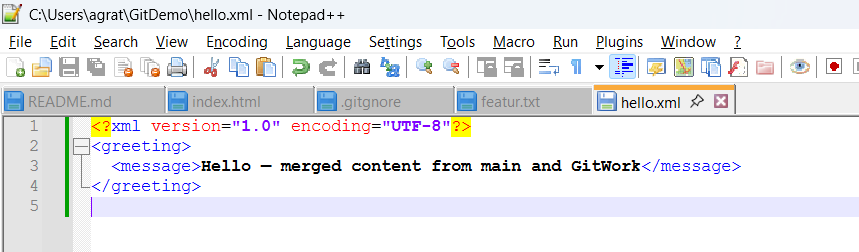 C:\Users\agrat\GitDemo\hello.xml - Notepad++
File Edit Search View Encoding Language Settings Tools Macro Run Plugins Window ?
README.md index.html .gitgnore featur.txt hello.xml
1 <?xml version="1.0" encoding="UTF-8"?>
2 <greeting>
3 <message>Hello — merged content from main and GitWork</message>
4 </greeting>
5